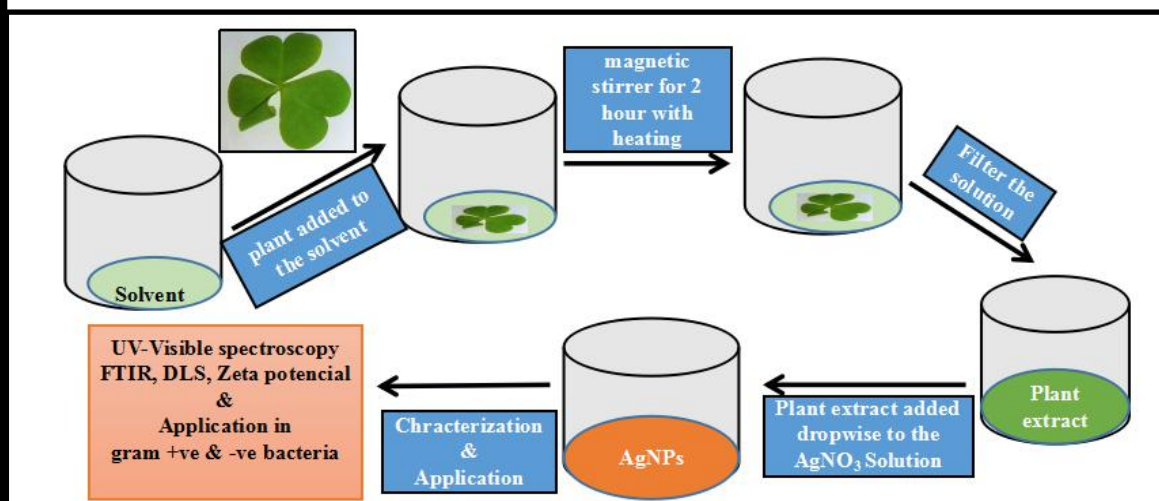 Solvent
plant added to
the solvent
magnetic
stirrer for 2
hour with
heating
Filter the
solution
Plant
extract
Plant extract added
dropwise to the
AgNO₃ Solution
AgNPs
Chracterization
&
Application
UV-Visible spectroscopy
FTIR, DLS, Zeta potencial
&
Application in
gram +ve & -ve bacteria